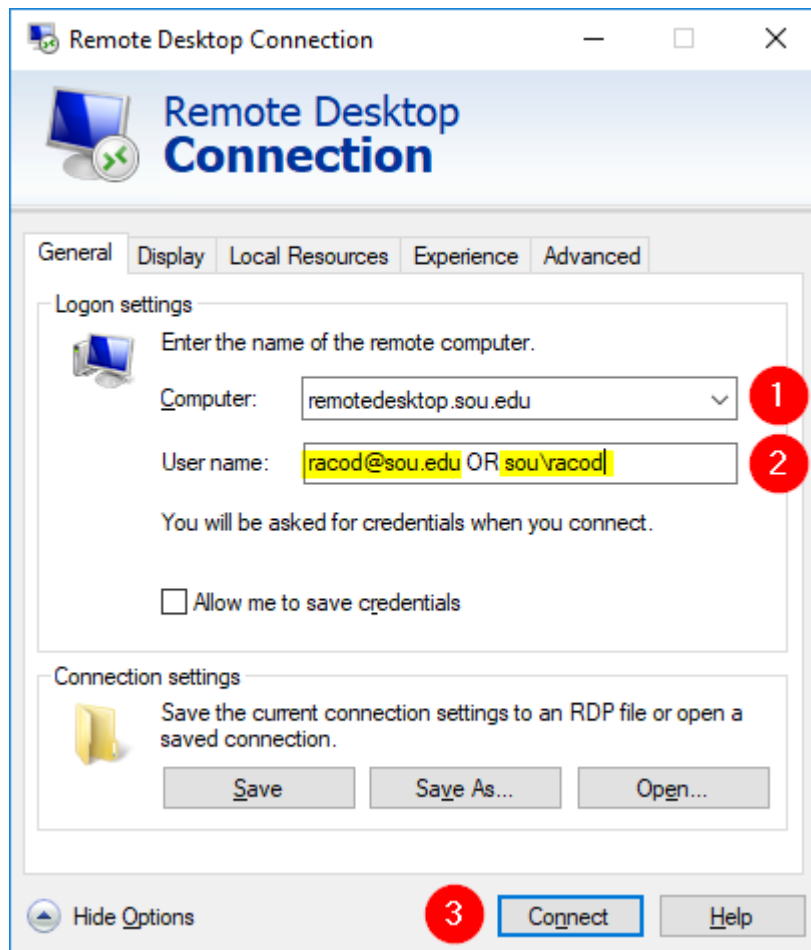 Remote Desktop Connection
Remote Desktop
Connection
General Display Local Resources Experience Advanced
Logon settings
Enter the name of the remote computer.
Computer: remotedesktop.sou.edu 1
User name: racod@sou.edu OR sou\racod 2
You will be asked for credentials when you connect.
Allow me to save credentials
Connection settings
Save the current connection settings to an RDP file or open a
saved connection.
Save Save As... Open...
Hide Options 3 Connect Help